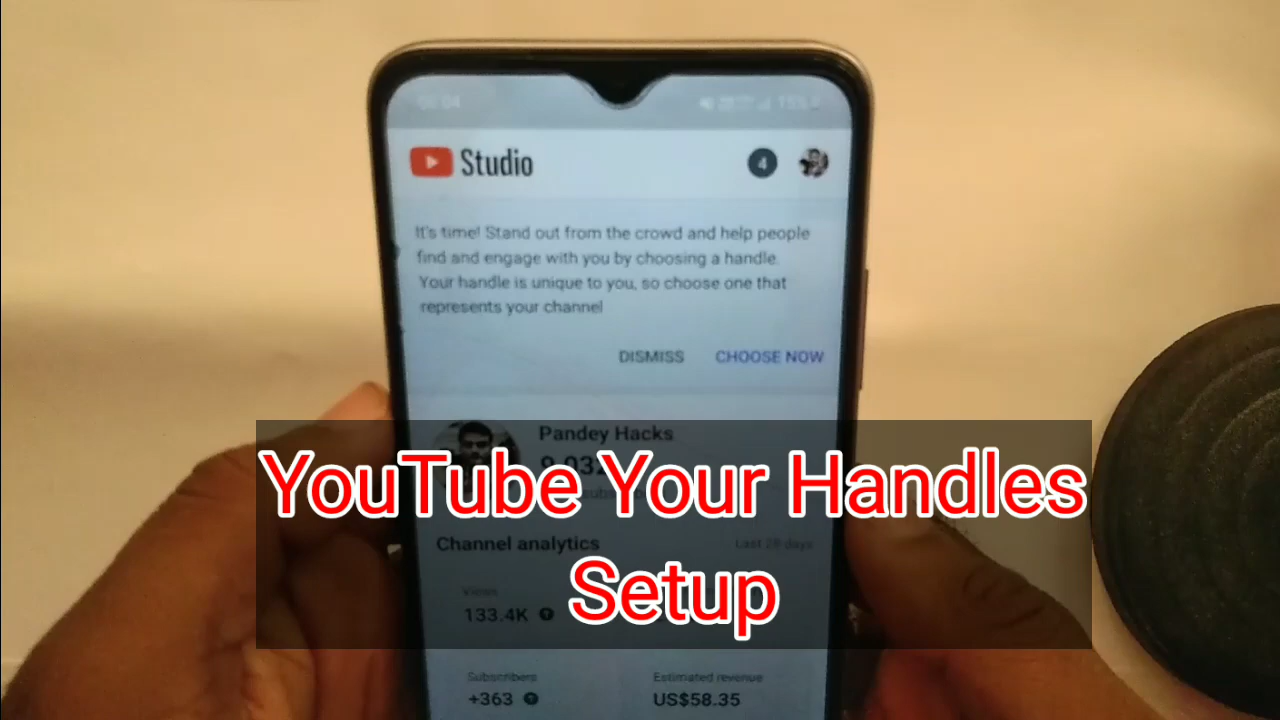 Studio
4
It's time! Stand out from the crowd and help people
find and engage with you by choosing a handle.
Your handle is unique to you, so choose one that
represents your channel
DISMISS CHOOSE NOW
Pandey Hacks
YouTube Your Handles
Setup
Channel analytics Last 28 days
Views
133.4K
Subscribers Estimated revenue
+363 US$58.35